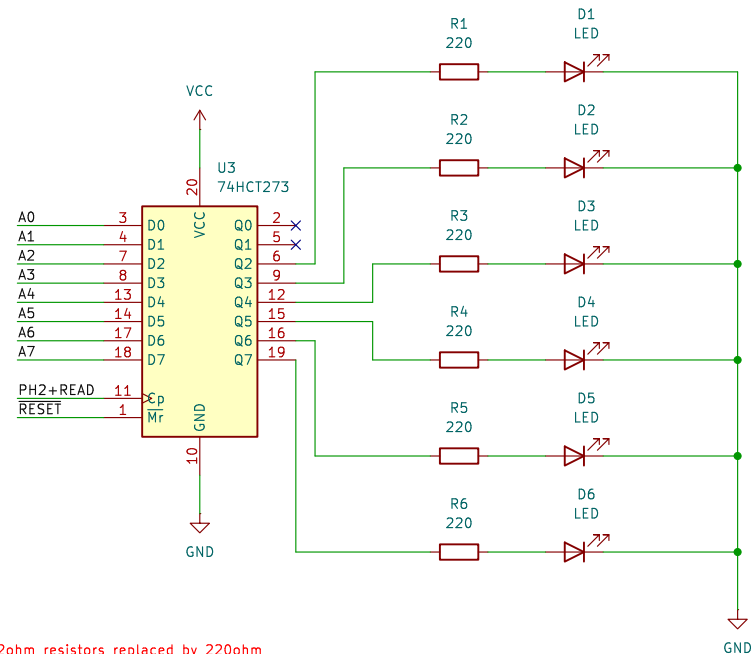 D1
LED
R1
220
VCC
D2
LED
R2
220
U3
74HCT273
20
VCC
D3
LED
R3
220
A0 3 D0 Q0 2
A1 4 D1 Q1 5
A2 7 D2 Q2 6
A3 8 D3 Q3 9
A4 13 D4 Q4 12
A5 14 D5 Q5 15
A6 17 D6 Q6 16
A7 18 D7 Q7 19
D4
LED
R4
220
PH2+READ 11 Cp
RESET 1 Mr
GND
10
D5
LED
R5
220
D6
LED
R6
220
GND
GND
2ohm resistors replaced by 220ohm